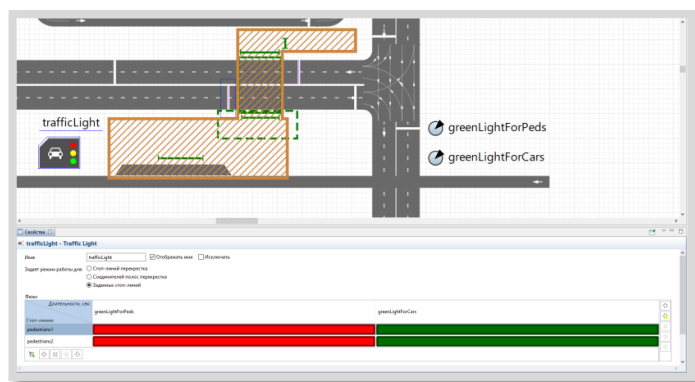 trafficLight
greenLightForPeds
greenLightForCars
Свойства
trafficLight - Traffic Light
Имя: trafficLight Отображать имя Исключить
Задает режим работы для: Стоп-линий перекрестка
Соединителей полос перекрестка
Заданных стоп-линий
Фазы:
Длительность, сек:
greenLightForPeds greenLightForCars
Стоп-линии:
pedestrians1
pedestrians2